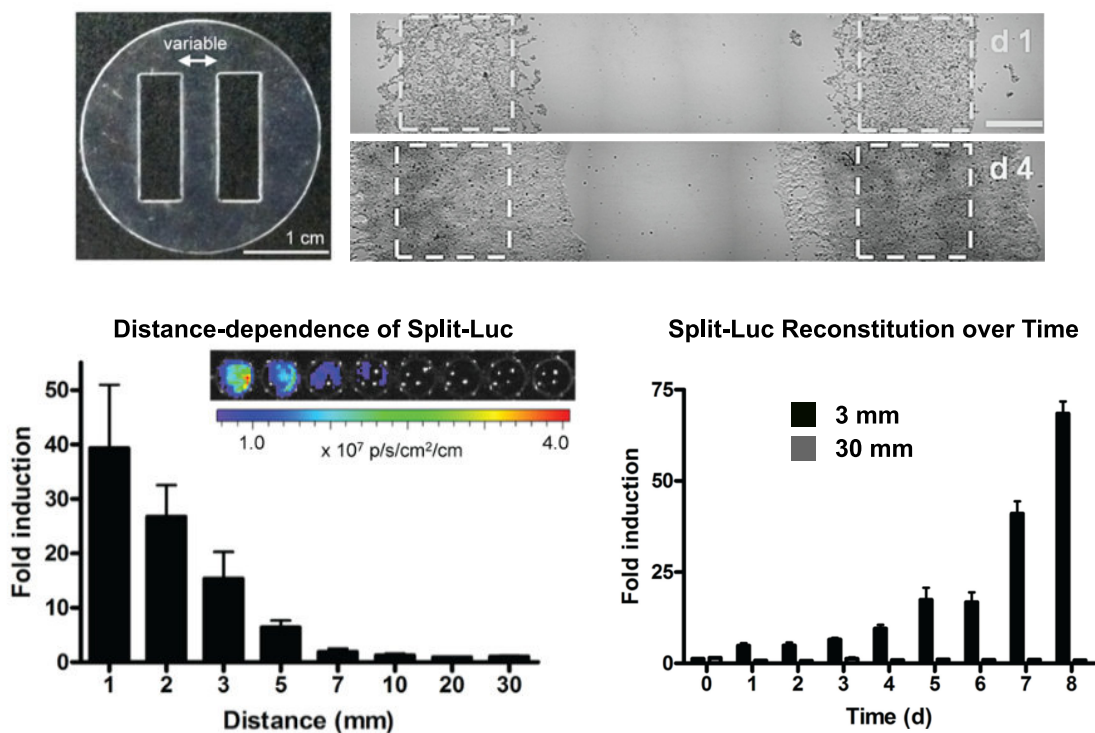 variable
1 cm
d 1
d 4
Distance-dependence of Split-Luc
Fold induction
50
40
30
20
10
0
1.0
4.0
x 10⁷ p/s/cm²/cm
1 2 3 5 7 10 20 30
Distance (mm)
Split-Luc Reconstitution over Time
Fold induction
75
50
25
0
3 mm
30 mm
0 1 2 3 4 5 6 7 8
Time (d)